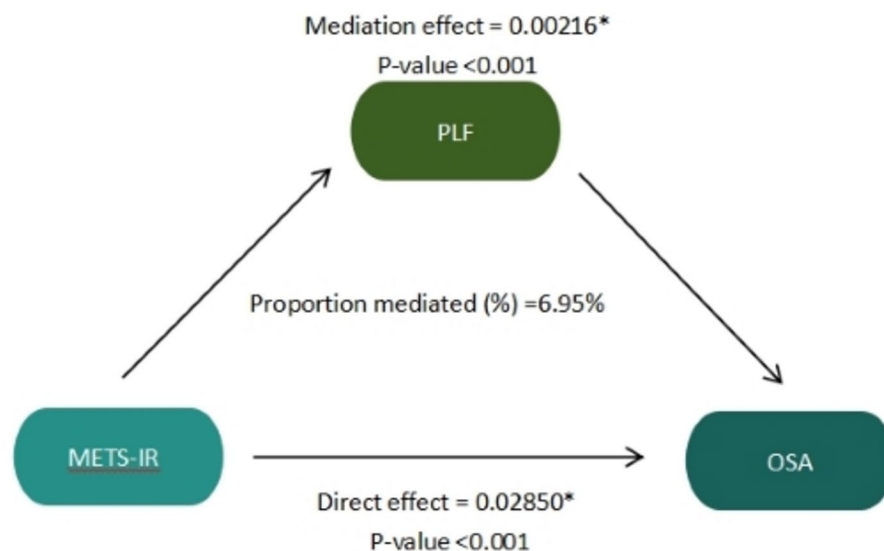 Mediation effect = 0.00216*
P-value <0.001
PLF
Proportion mediated (%) =6.95%
METS-IR
OSA
Direct effect = 0.02850*
P-value <0.001